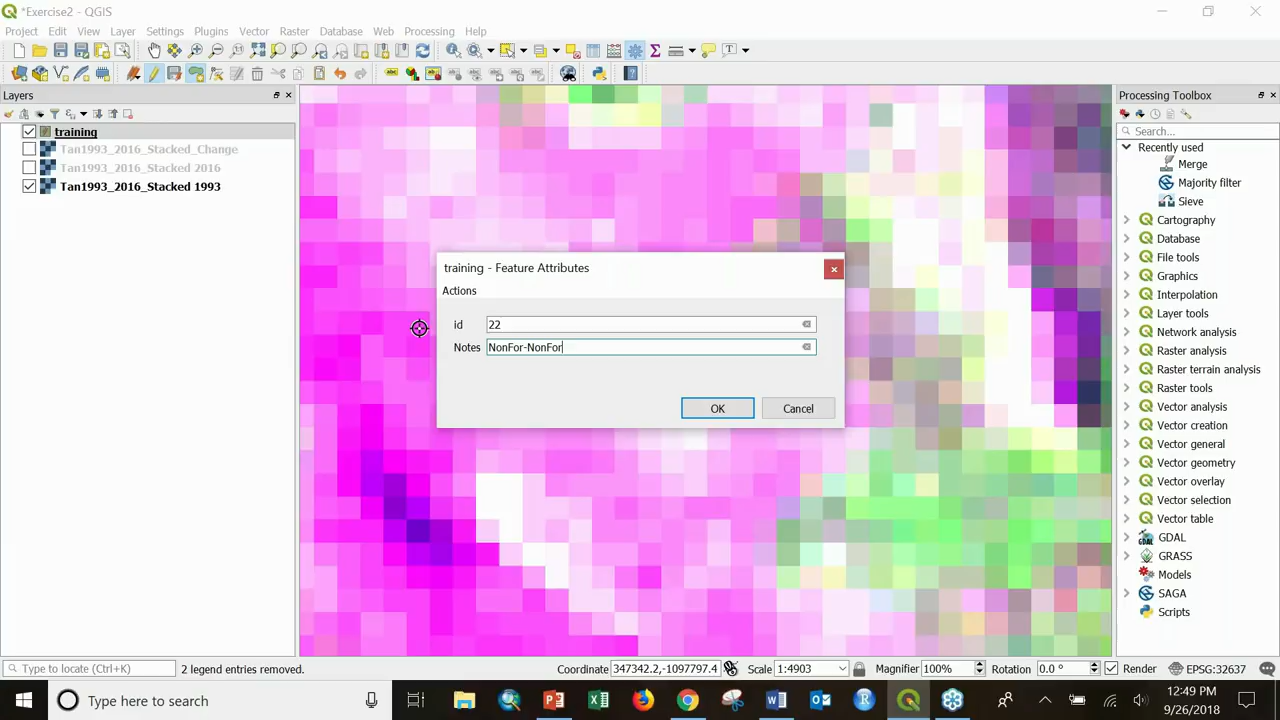 *Exercise2 - QGIS
Project Edit View Layer Settings Plugins Vector Raster Database Web Processing Help
Layers
training
Tan1993_2016_Stacked_Change
Tan1993_2016_Stacked 2016
Tan1993_2016_Stacked 1993
training - Feature Attributes
Actions
id 22
Notes NonFor-NonFor
OK Cancel
Processing Toolbox
Search...
Recently used
Merge
Majority filter
Sieve
Cartography
Database
File tools
Graphics
Interpolation
Layer tools
Network analysis
Raster analysis
Raster terrain analysis
Raster tools
Vector analysis
Vector creation
Vector general
Vector geometry
Vector overlay
Vector selection
Vector table
GDAL
GRASS
Models
SAGA
Scripts
Type to locate (Ctrl+K) 2 legend entries removed. Coordinate 347342.2,-1097797.4 Scale 1:4903 Magnifier 100% Rotation 0.0 ° Render EPSG:32637
Type here to search
12:49 PM
9/26/2018